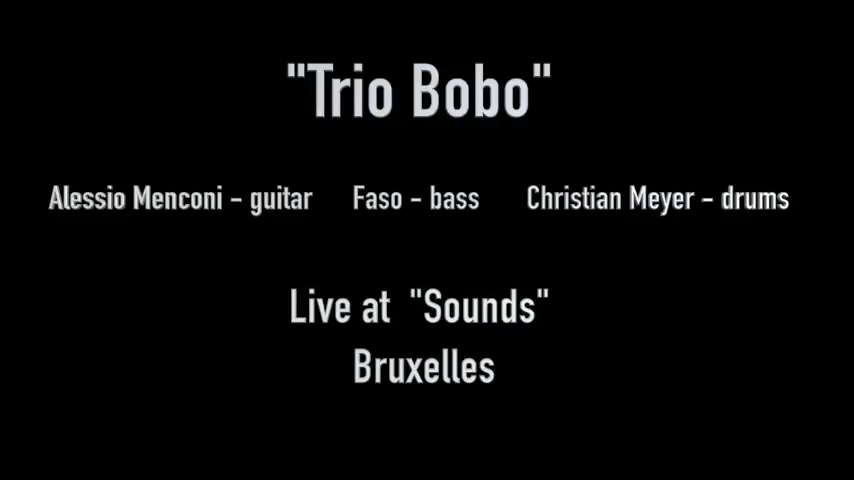 "Trio Bobo"
Alessio Menconi - guitar Faso - bass Christian Meyer - drums
Live at "Sounds"
Bruxelles